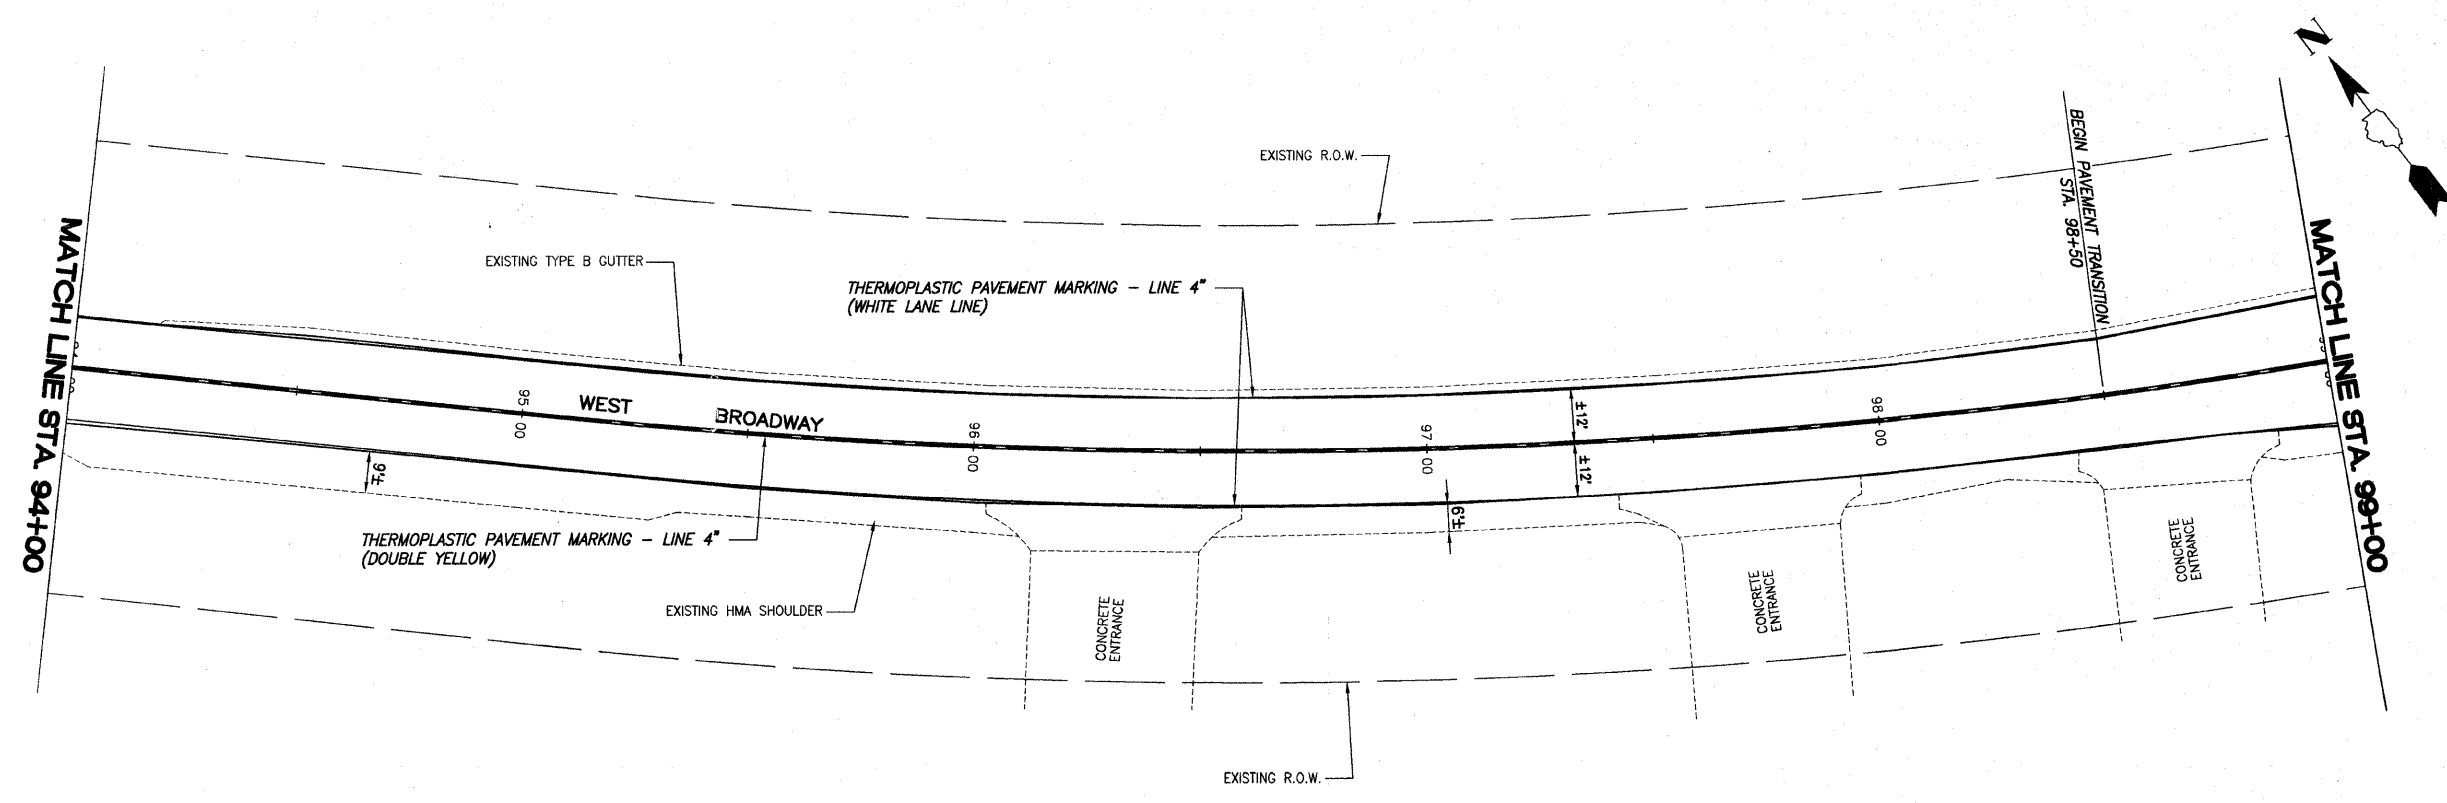 N
EXISTING R.O.W.
BEGIN PAVEMENT TRANSITION
STA. 98+50
MATCH LINE STA. 94+00
EXISTING TYPE B GUTTER
THERMOPLASTIC PAVEMENT MARKING - LINE 4"
(WHITE LANE LINE)
MATCH LINE STA. 99+00
95 00
WEST BROADWAY
96 00
97 00
±12'
±12'
98 00
9'±
6'±
THERMOPLASTIC PAVEMENT MARKING - LINE 4"
(DOUBLE YELLOW)
EXISTING HMA SHOULDER
CONCRETE
ENTRANCE
CONCRETE
ENTRANCE
CONCRETE
ENTRANCE
EXISTING R.O.W.